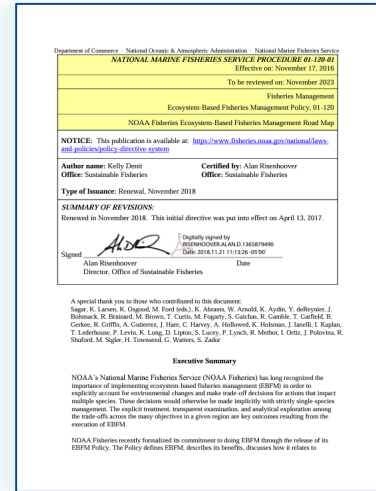 Department of Commerce · National Oceanic & Atmospheric Administration · National Marine Fisheries Service
NATIONAL MARINE FISHERIES SERVICE PROCEDURE 01-120-01
Effective on: November 17, 2016
To be reviewed on: November 2023
Fisheries Management
Ecosystem-Based Fisheries Management Policy, 01-120
NOAA Fisheries Ecosystem-Based Fisheries Management Road Map
NOTICE: This publication is available at: https://www.fisheries.noaa.gov/national/laws-
and-policies/policy-directive-system
Author name: Kelly Denit Certified by: Alan Risenhoover
Office: Sustainable Fisheries Office: Sustainable Fisheries
Type of Issuance: Renewal, November 2018
SUMMARY OF REVISIONS:
Renewed in November 2018. This initial directive was put into effect on April 13, 2017.
Digitally signed by
RISENHOOVER.ALAN.D.1365879490
Date: 2018.11.21 11:13:26 -05'00'
Signed
Alan Risenhoover Date
Director, Office of Sustainable Fisheries
A special thank you to those who contributed to this document:
Sagar, K. Larsen, K. Osgood, M. Ford (eds.), K. Abrams, W. Arnold, K. Aydin, Y. deReynier, J.
Bohnsack, R. Brainard, M. Brown, T. Curtis, M. Fogarty, S. Gaichas, R. Gamble, T. Garfield, B.
Gerkee, R. Griffis, A. Gutierrez, J. Hare, C. Harvey, A. Hollowed, K. Holsman, J. Ianelli, I. Kaplan,
T. Lederhouse, P. Levin, K. Long, D. Lipton, S. Lucey, P. Lynch, R. Methot, I. Ortiz, J. Polovina, R.
Shuford, M. Sigler, H. Townsend, G. Watters, S. Zador
Executive Summary
NOAA's National Marine Fisheries Service (NOAA Fisheries) has long recognized the
importance of implementing ecosystem-based fisheries management (EBFM) in order to
explicitly account for environmental changes and make trade-off decisions for actions that impact
multiple species. These decisions would otherwise be made implicitly with strictly single-species
management. The explicit treatment, transparent examination, and analytical exploration among
the trade-offs across the many objectives in a given region are key outcomes resulting from the
execution of EBFM.
NOAA Fisheries recently formalized its commitment to doing EBFM through the release of its
EBFM Policy. The Policy defines EBFM, describes its benefits, discusses how it relates to